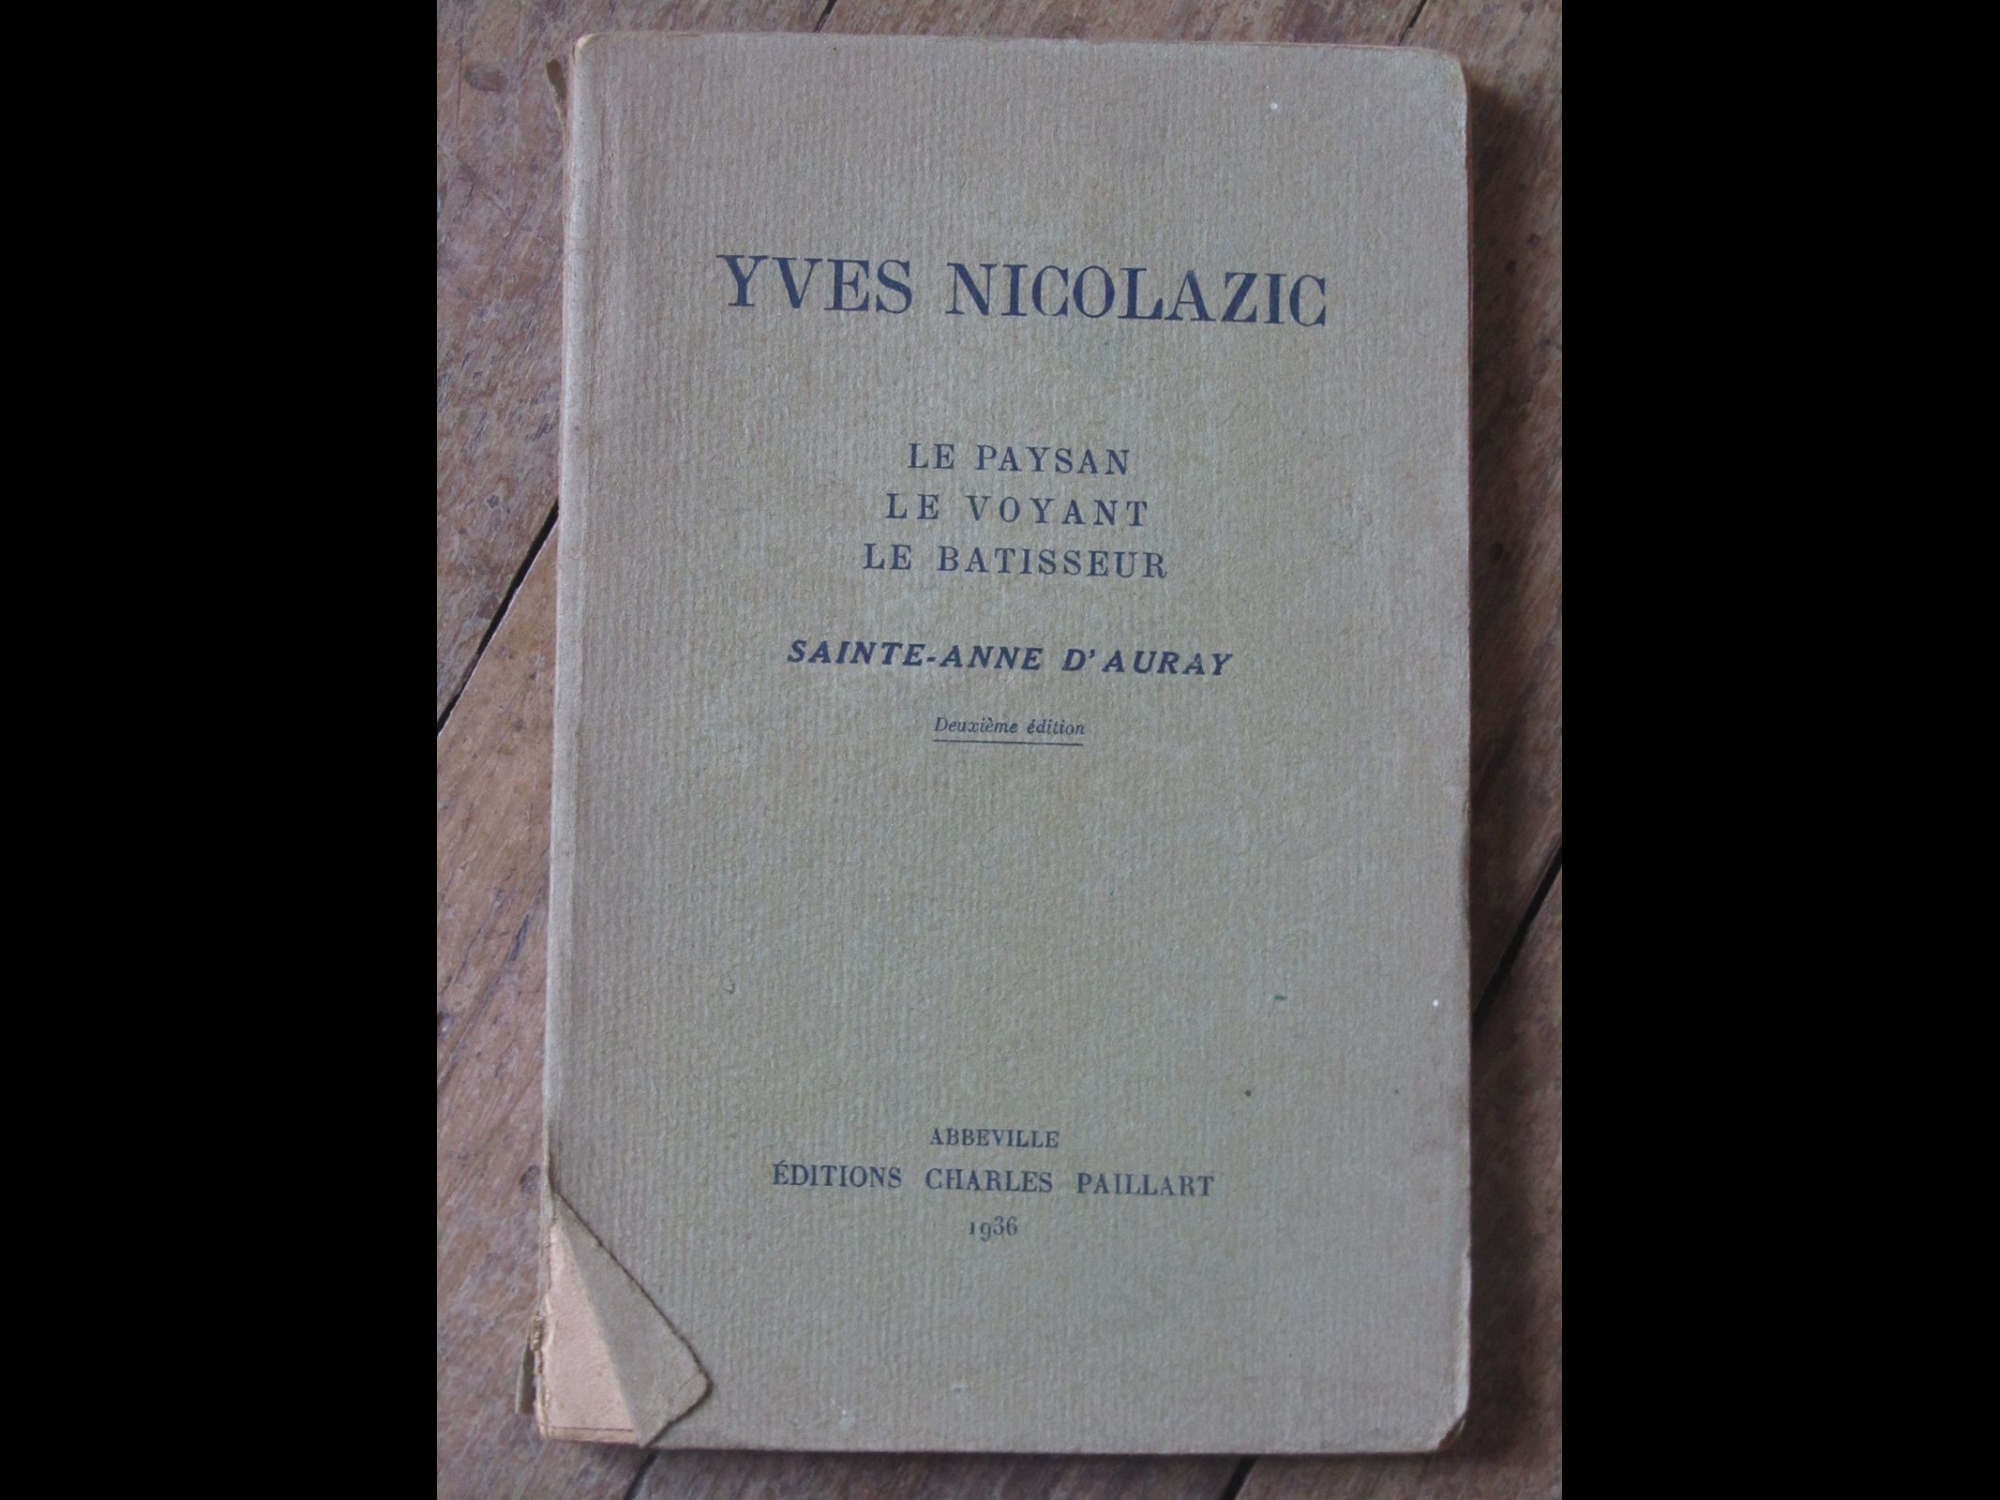 YVES NICOLAZIC
LE PAYSAN
LE VOYANT
LE BATISSEUR
SAINTE-ANNE D'AURAY
Deuxième édition
ABBEVILLE
ÉDITIONS CHARLES PAILLART
1936